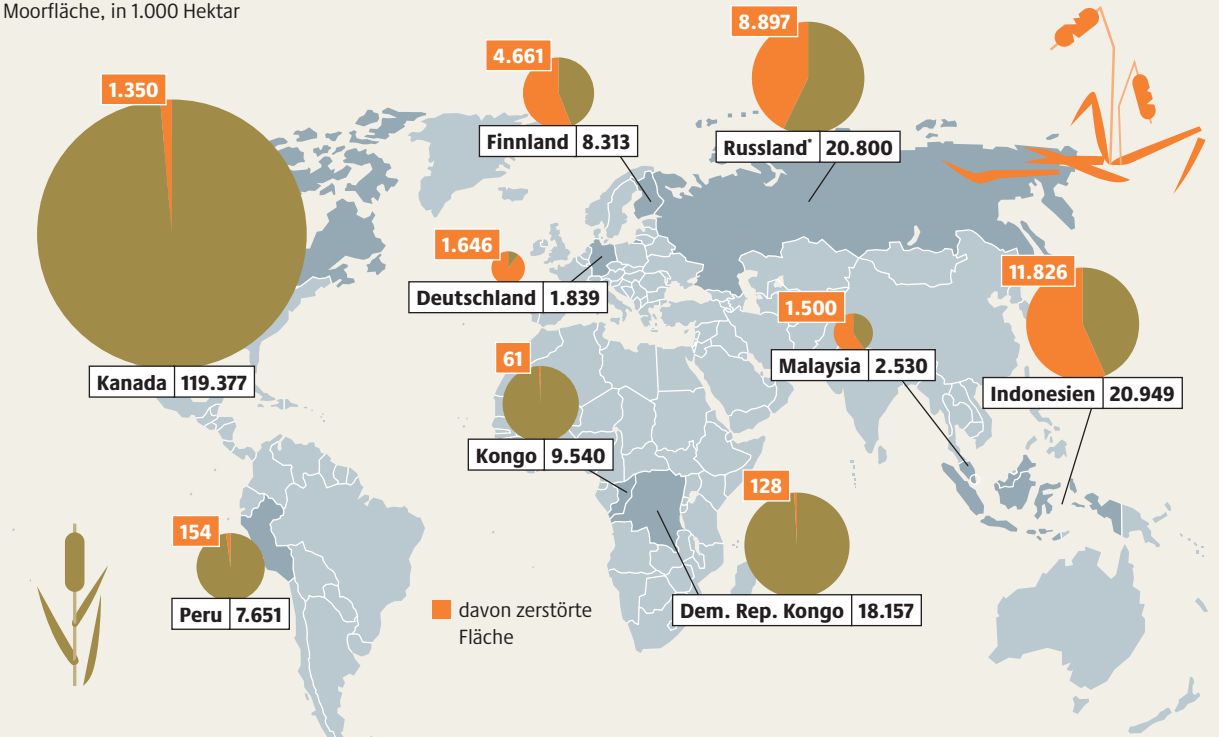 Moorfläche, in 1.000 Hektar
1.350
Kanada 119.377
4.661
Finnland 8.313
8.897
Russland* 20.800
1.646
Deutschland 1.839
61
Kongo 9.540
1.500
Malaysia 2.530
11.826
Indonesien 20.949
154
Peru 7.651
128
Dem. Rep. Kongo 18.157
davon zerstörte
Fläche